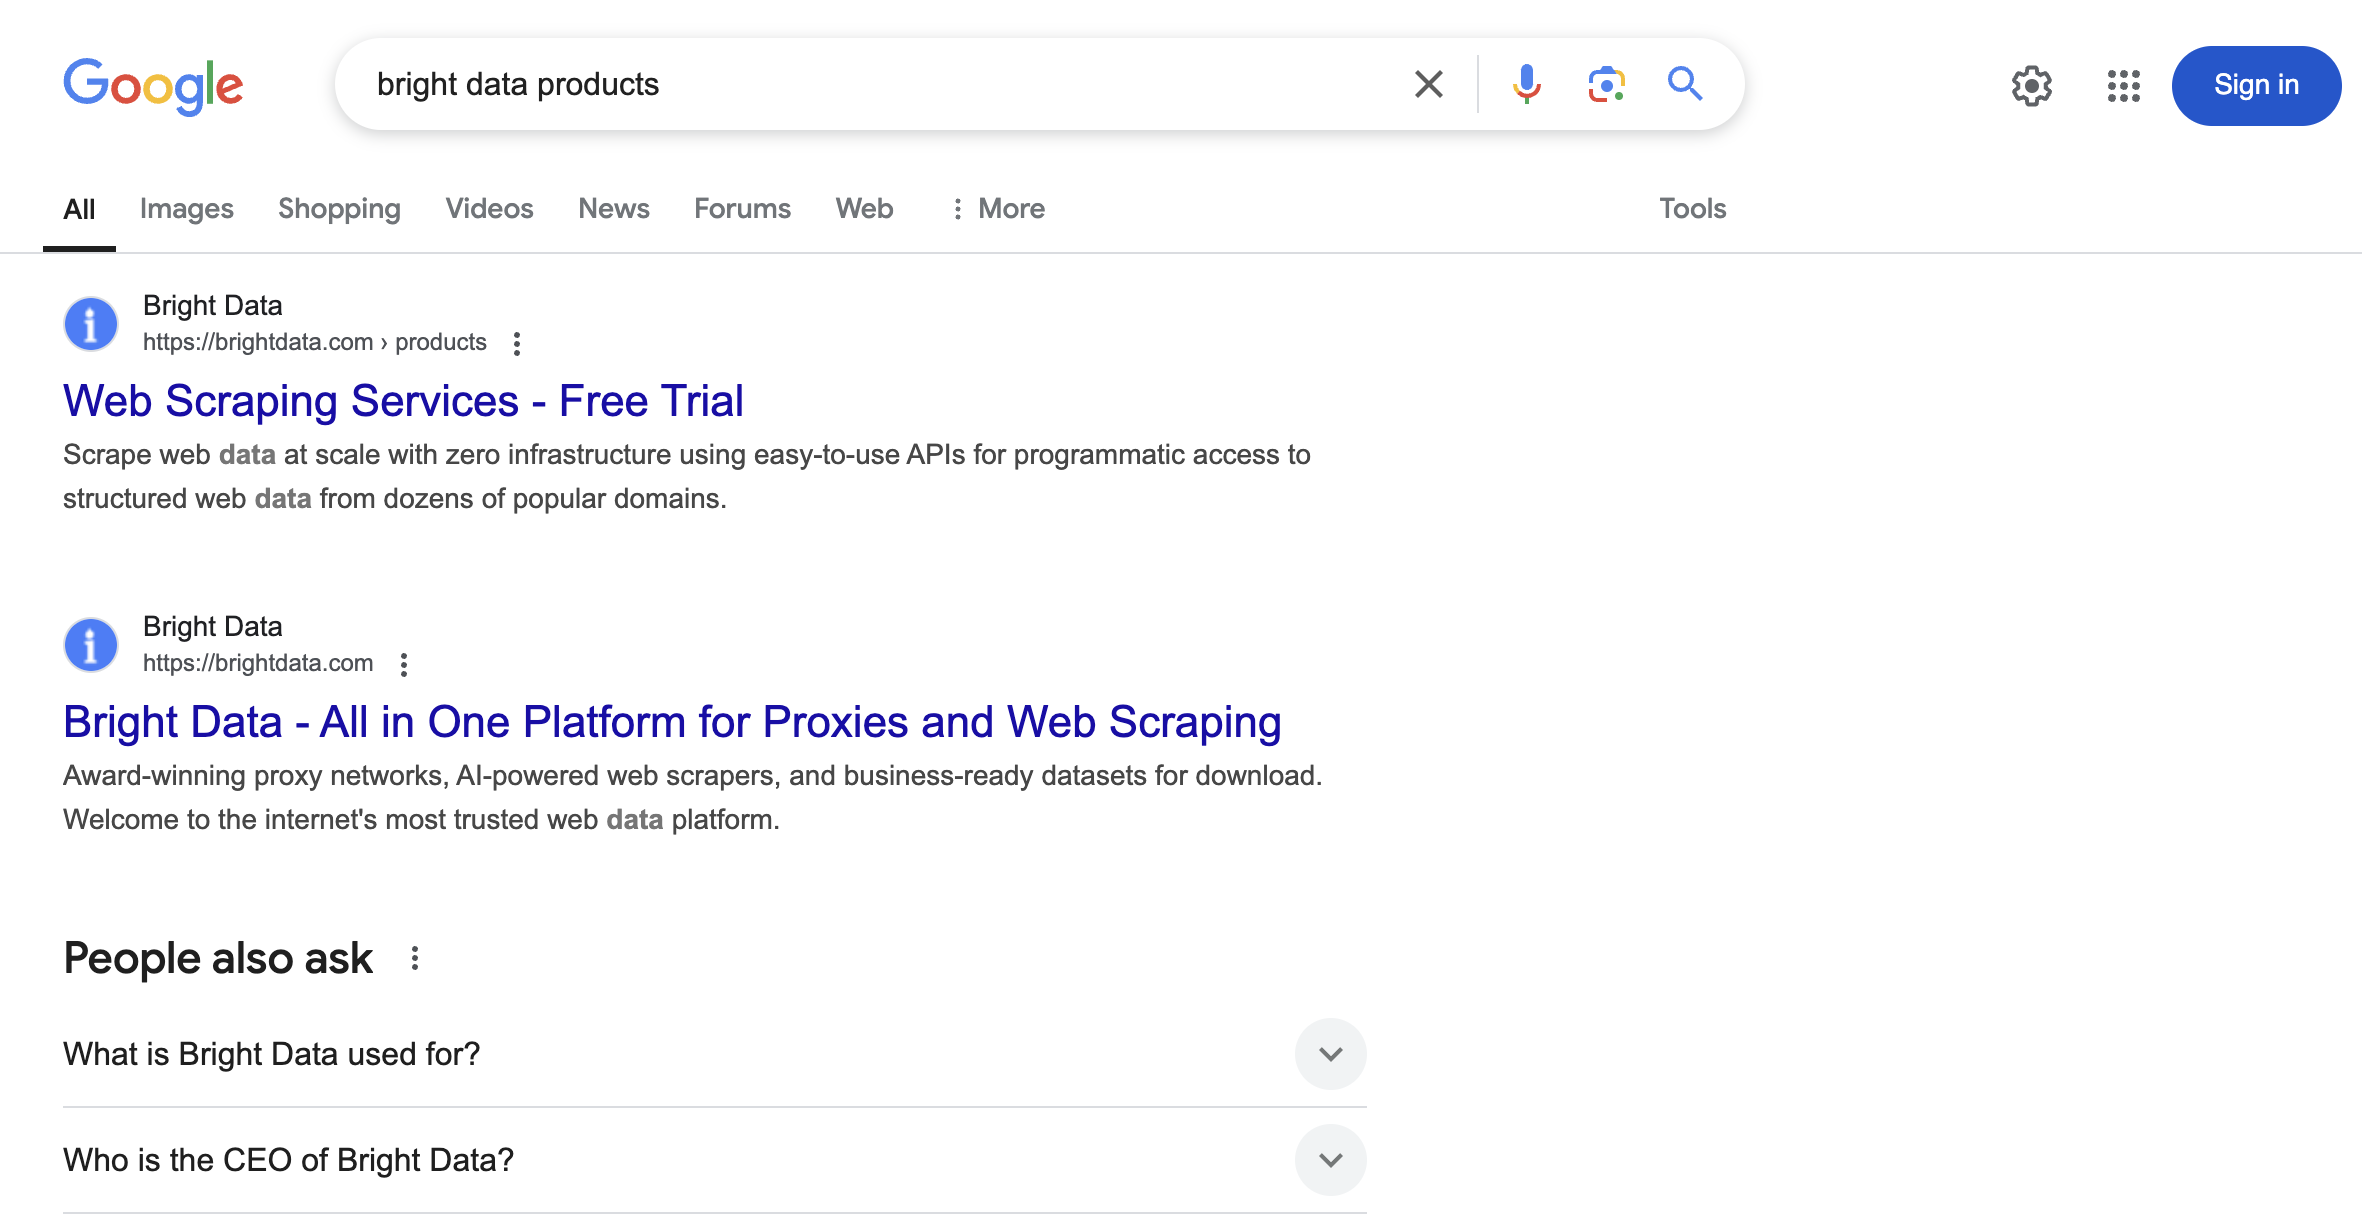 Google
bright data products
Sign in
All
Images
Shopping
Videos
News
Forums
Web
More
Tools
Bright Data
https://brightdata.com › products
Web Scraping Services - Free Trial
Scrape web data at scale with zero infrastructure using easy-to-use APIs for programmatic access to
structured web data from dozens of popular domains.
Bright Data
https://brightdata.com
Bright Data - All in One Platform for Proxies and Web Scraping
Award-winning proxy networks, AI-powered web scrapers, and business-ready datasets for download.
Welcome to the internet's most trusted web data platform.
People also ask
What is Bright Data used for?
Who is the CEO of Bright Data?